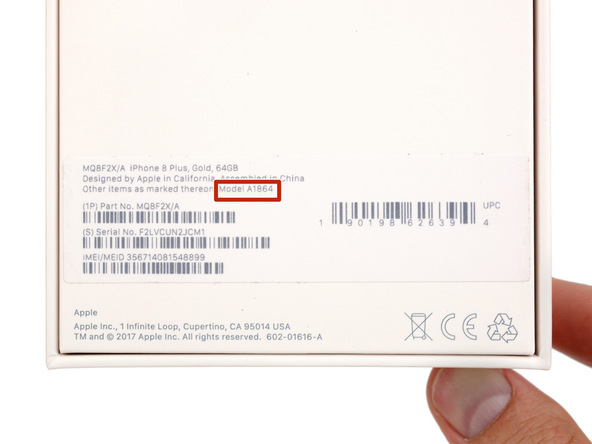 MQ8F2X/A iPhone 8 Plus, Gold, 64GB
Designed by Apple in California Assembled in China
Other items as marked thereon Model A1864
(1P) Part No. MQ8F2X/A
(S) Serial No. F2LVCUN2JCM1
IMEI/MEID 356714081548899
UPC
1 90198 62639 4
Apple
Apple Inc., 1 Infinite Loop, Cupertino, CA 95014 USA
TM and © 2017 Apple Inc. All rights reserved. 602-01616-A
CE